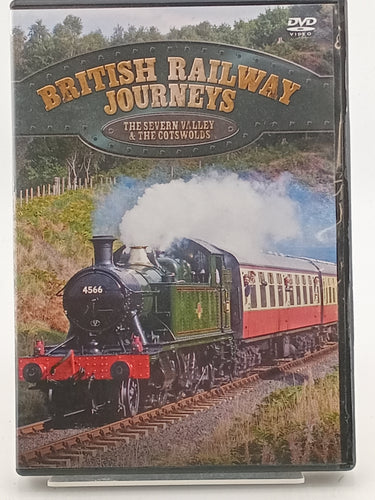 DVD
VIDEO
BRITISH RAILWAY
JOURNEYS
THE SEVERN VALLEY
& THE COTSWOLDS
4566